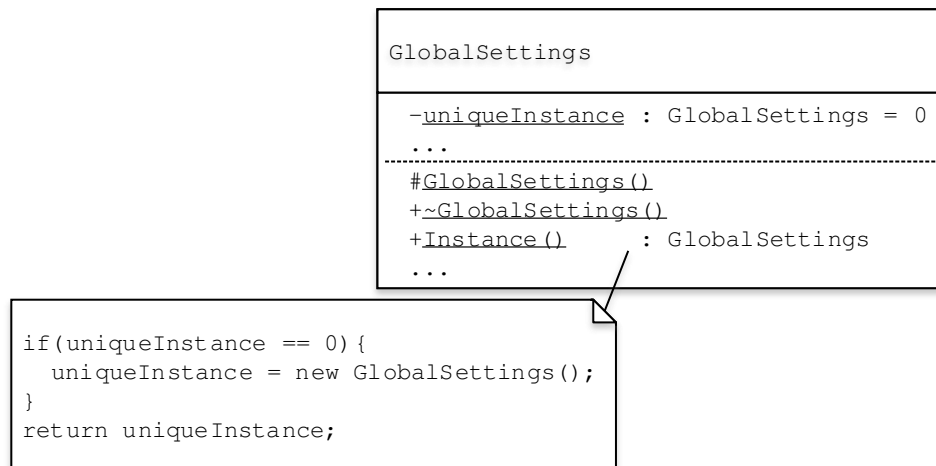 GlobalSettings
-uniqueInstance : GlobalSettings = 0
...
#GlobalSettings()
+~GlobalSettings()
+Instance() : GlobalSettings
...
if(uniqueInstance == 0){
uniqueInstance = new GlobalSettings();
}
return uniqueInstance;